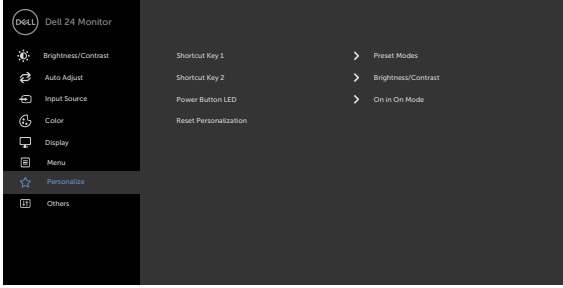 DELL Dell 24 Monitor
Brightness/Contrast
Auto Adjust
Input Source
Color
Display
Menu
Personalize
Others
Shortcut Key 1 Preset Modes
Shortcut Key 2 Brightness/Contrast
Power Button LED On in On Mode
Reset Personalization